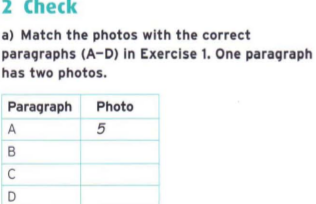 2 Check
a) Match the photos with the correct
paragraphs (A–D) in Exercise 1. One paragraph
has two photos.
Paragraph Photo
A 5
B
C
D